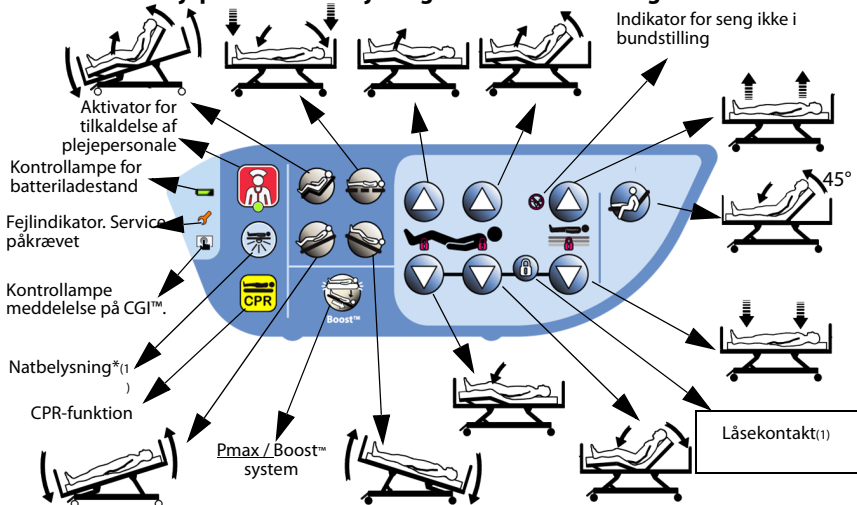 Indikator for seng ikke i
bundstilling
Aktivator for
tilkaldelse af
plejepersonale
Kontrollampe for
batteriladestand
45°
Fejlindikator. Service
påkrævet
Kontrollampe
meddelelse på CGI™.
CPR
Boost™
Natbelysning*(1
)
CPR-funktion
Pmax / Boost™
system
Låsekontakt(1)